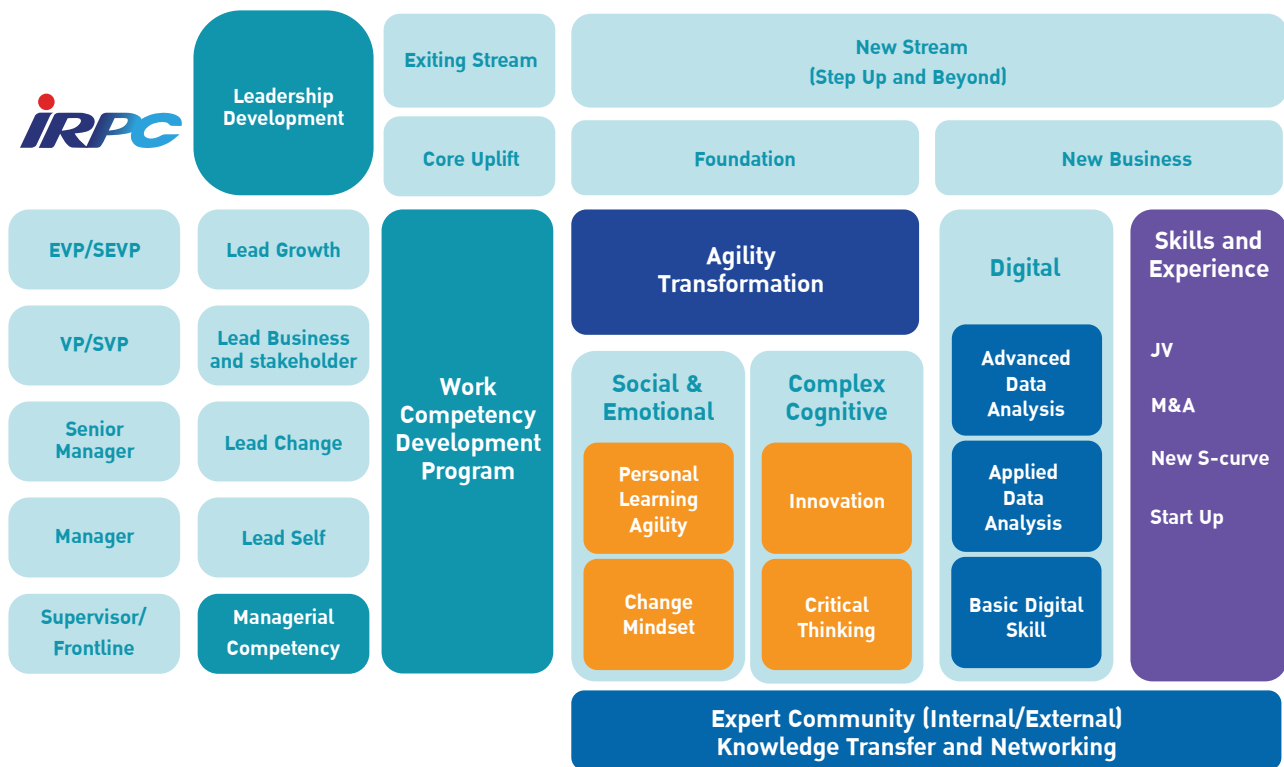 iRPC
Leadership
Development
Exiting Stream
New Stream
(Step Up and Beyond)
Core Uplift
Foundation
New Business
EVP/SEVP
Lead Growth
VP/SVP
Lead Business
and stakeholder
Senior
Manager
Lead Change
Manager
Lead Self
Supervisor/
Frontline
Managerial
Competency
Work
Competency
Development
Program
Agility
Transformation
Social &
Emotional
Personal
Learning
Agility
Change
Mindset
Complex
Cognitive
Innovation
Critical
Thinking
Digital
Advanced
Data
Analysis
Applied
Data
Analysis
Basic Digital
Skill
Skills and
Experience
JV
M&A
New S-curve
Start Up
Expert Community (Internal/External)
Knowledge Transfer and Networking